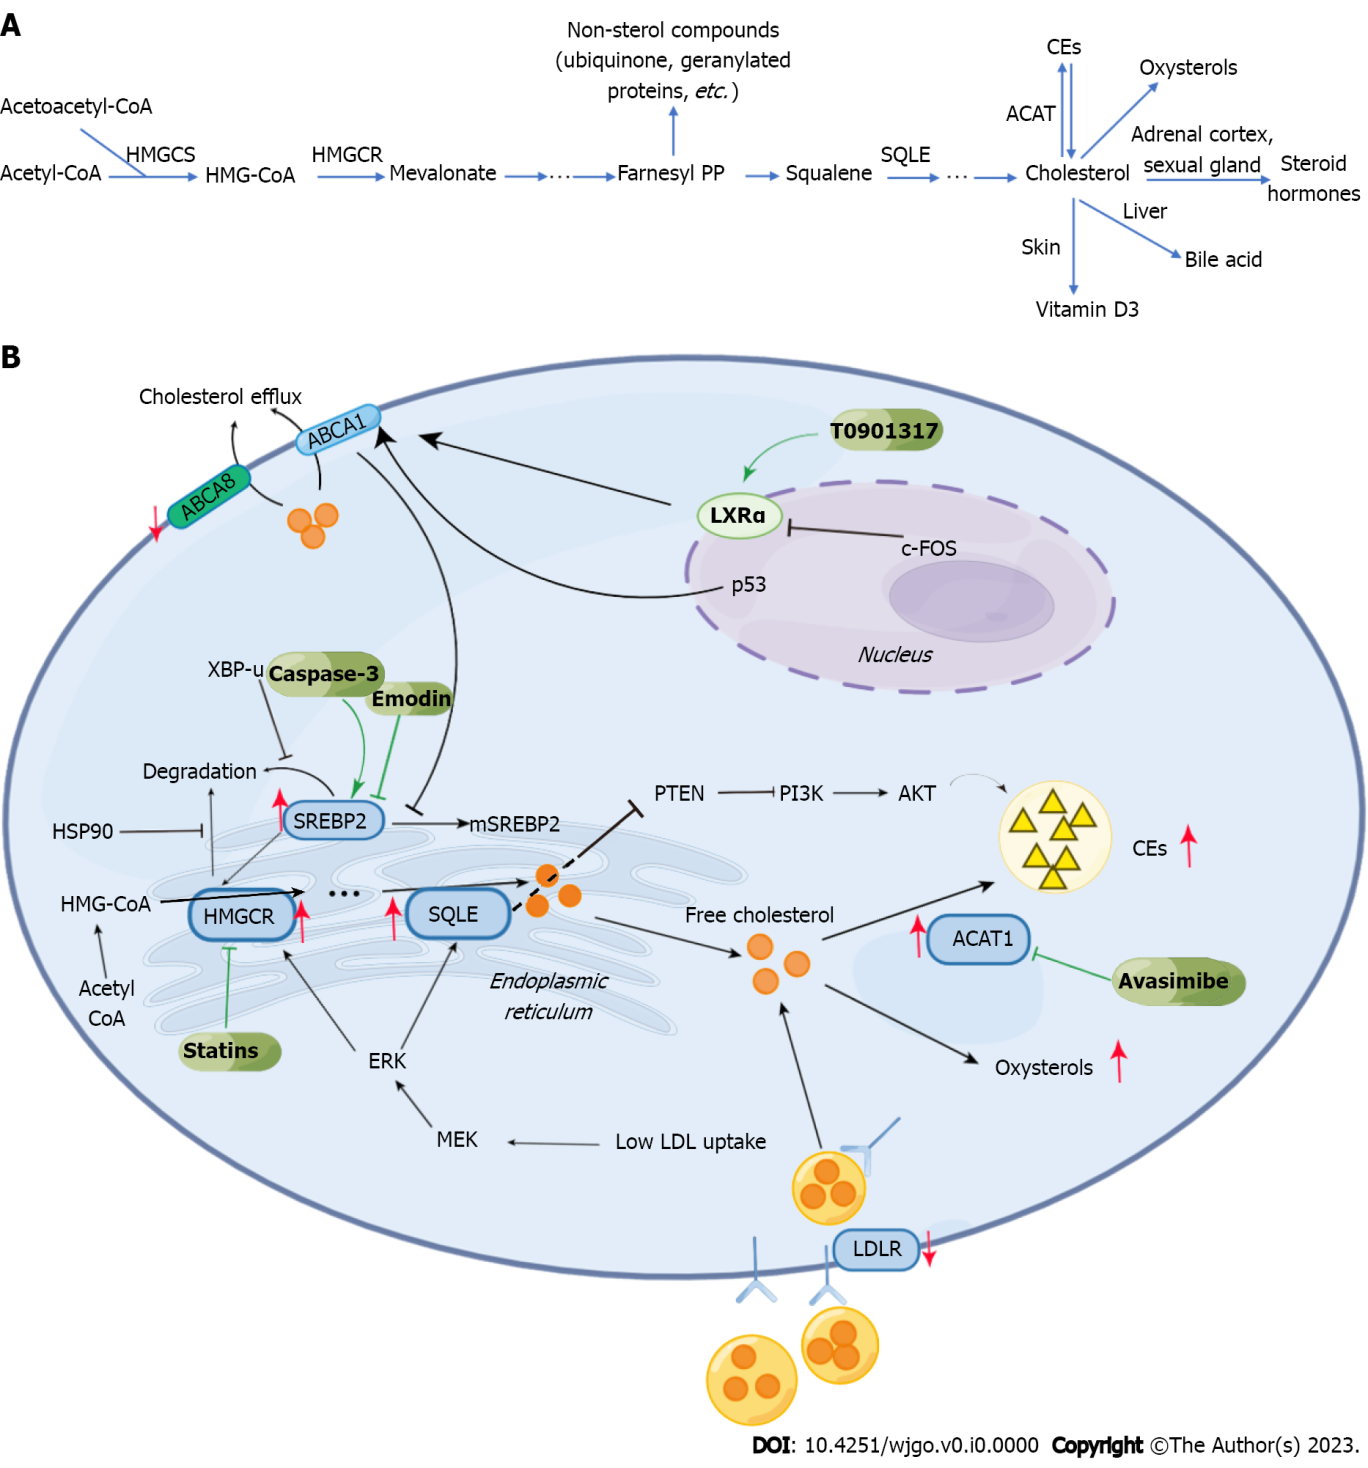 A
Non-sterol compounds
(ubiquinone, geranylated
proteins, etc.)
CEs
Oxysterols
Acetoacetyl-CoA
ACAT
Adrenal cortex,
sexual gland
HMGCS
HMGCR
SQLE
Acetyl-CoA
HMG-CoA
Mevalonate
...
Farnesyl PP
Squalene
...
Cholesterol
Steroid
hormones
Liver
Skin
Bile acid
Vitamin D3
B
Cholesterol efflux
ABCA1
T0901317
ABCA8
LXRα
c-FOS
p53
Nucleus
XBP-u
Caspase-3
Emodin
Degradation
SREBP2
mSREBP2
PTEN
PI3K
AKT
HSP90
CEs
HMG-CoA
HMGCR
...
SQLE
Free cholesterol
ACAT1
Acetyl
CoA
Endoplasmic
reticulum
Avasimibe
Statins
ERK
Oxysterols
MEK
Low LDL uptake
LDLR
DOI: 10.4251/wjgo.v0.i0.0000 Copyright ©The Author(s) 2023.